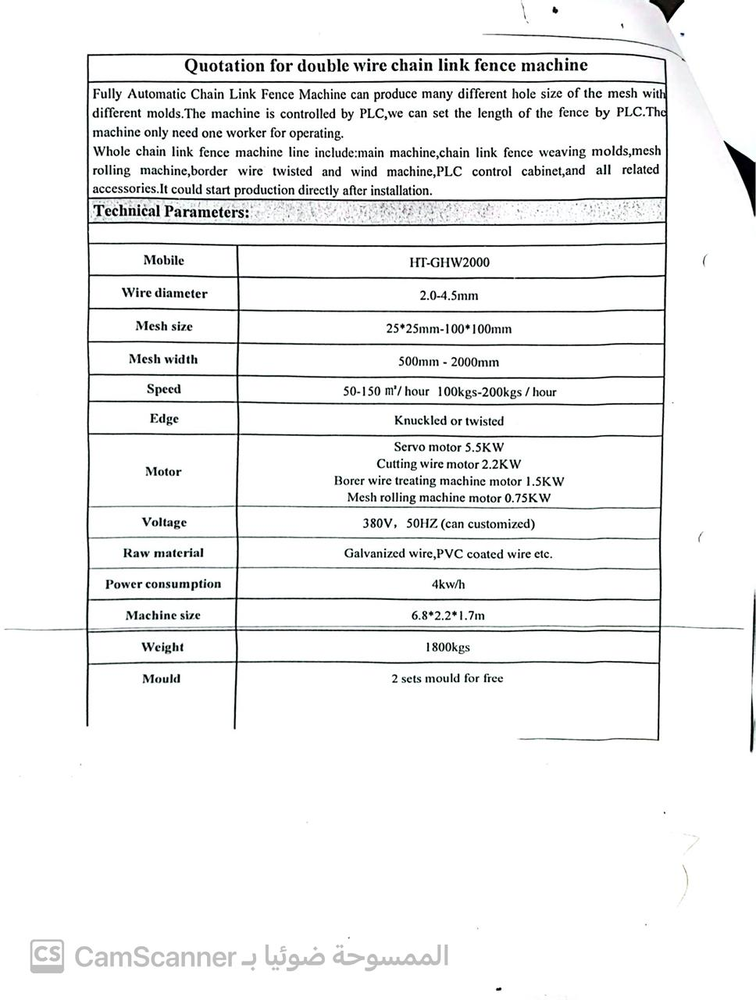 Quotation for double wire chain link fence machine
Fully Automatic Chain Link Fence Machine can produce many different hole size of the mesh with
different molds.The machine is controlled by PLC,we can set the length of the fence by PLC.The
machine only need one worker for operating.
Whole chain link fence machine line include:main machine,chain link fence weaving molds,mesh
rolling machine,border wire twisted and wind machine,PLC control cabinet,and all related
accessories.It could start production directly after installation.
Technical Parameters:
Mobile HT-GHW2000
Wire diameter 2.0-4.5mm
Mesh size 25*25mm-100*100mm
Mesh width 500mm - 2000mm
Speed 50-150 m²/ hour 100kgs-200kgs / hour
Edge Knuckled or twisted
Motor
Servo motor 5.5KW
Cutting wire motor 2.2KW
Borer wire treating machine motor 1.5KW
Mesh rolling machine motor 0.75KW
Voltage 380V，50HZ (can customized)
Raw material Galvanized wire,PVC coated wire etc.
Power consumption 4kw/h
Machine size 6.8*2.2*1.7m
Weight 1800kgs
Mould 2 sets mould for free
CS CamScanner الممسوحة ضوئيا بـ